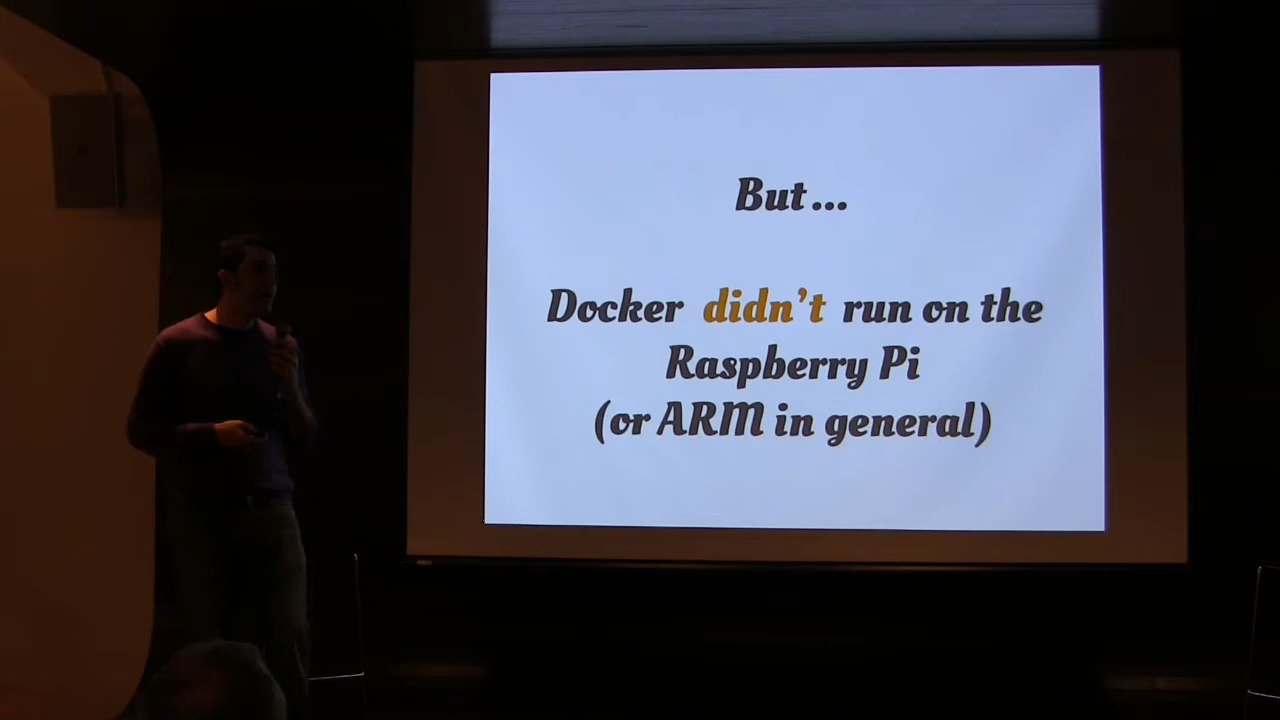 But...
Docker didn't run on the
Raspberry Pi
(or ARM in general)